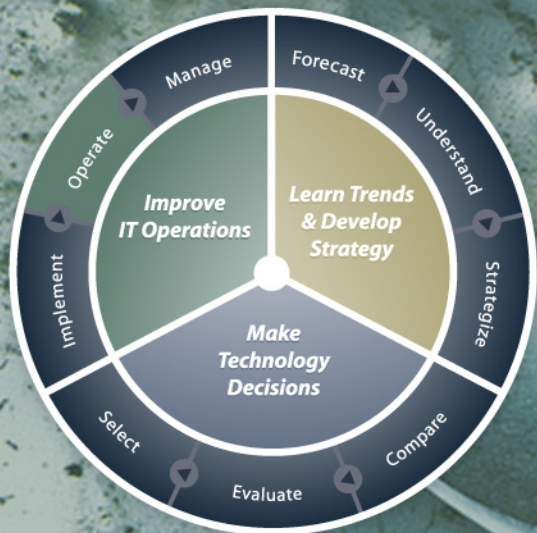 Manage
Forecast
Operate
Understand
Improve
IT Operations
Learn Trends
& Develop
Strategy
Implement
Strategize
Make
Technology
Decisions
Select
Compare
Evaluate